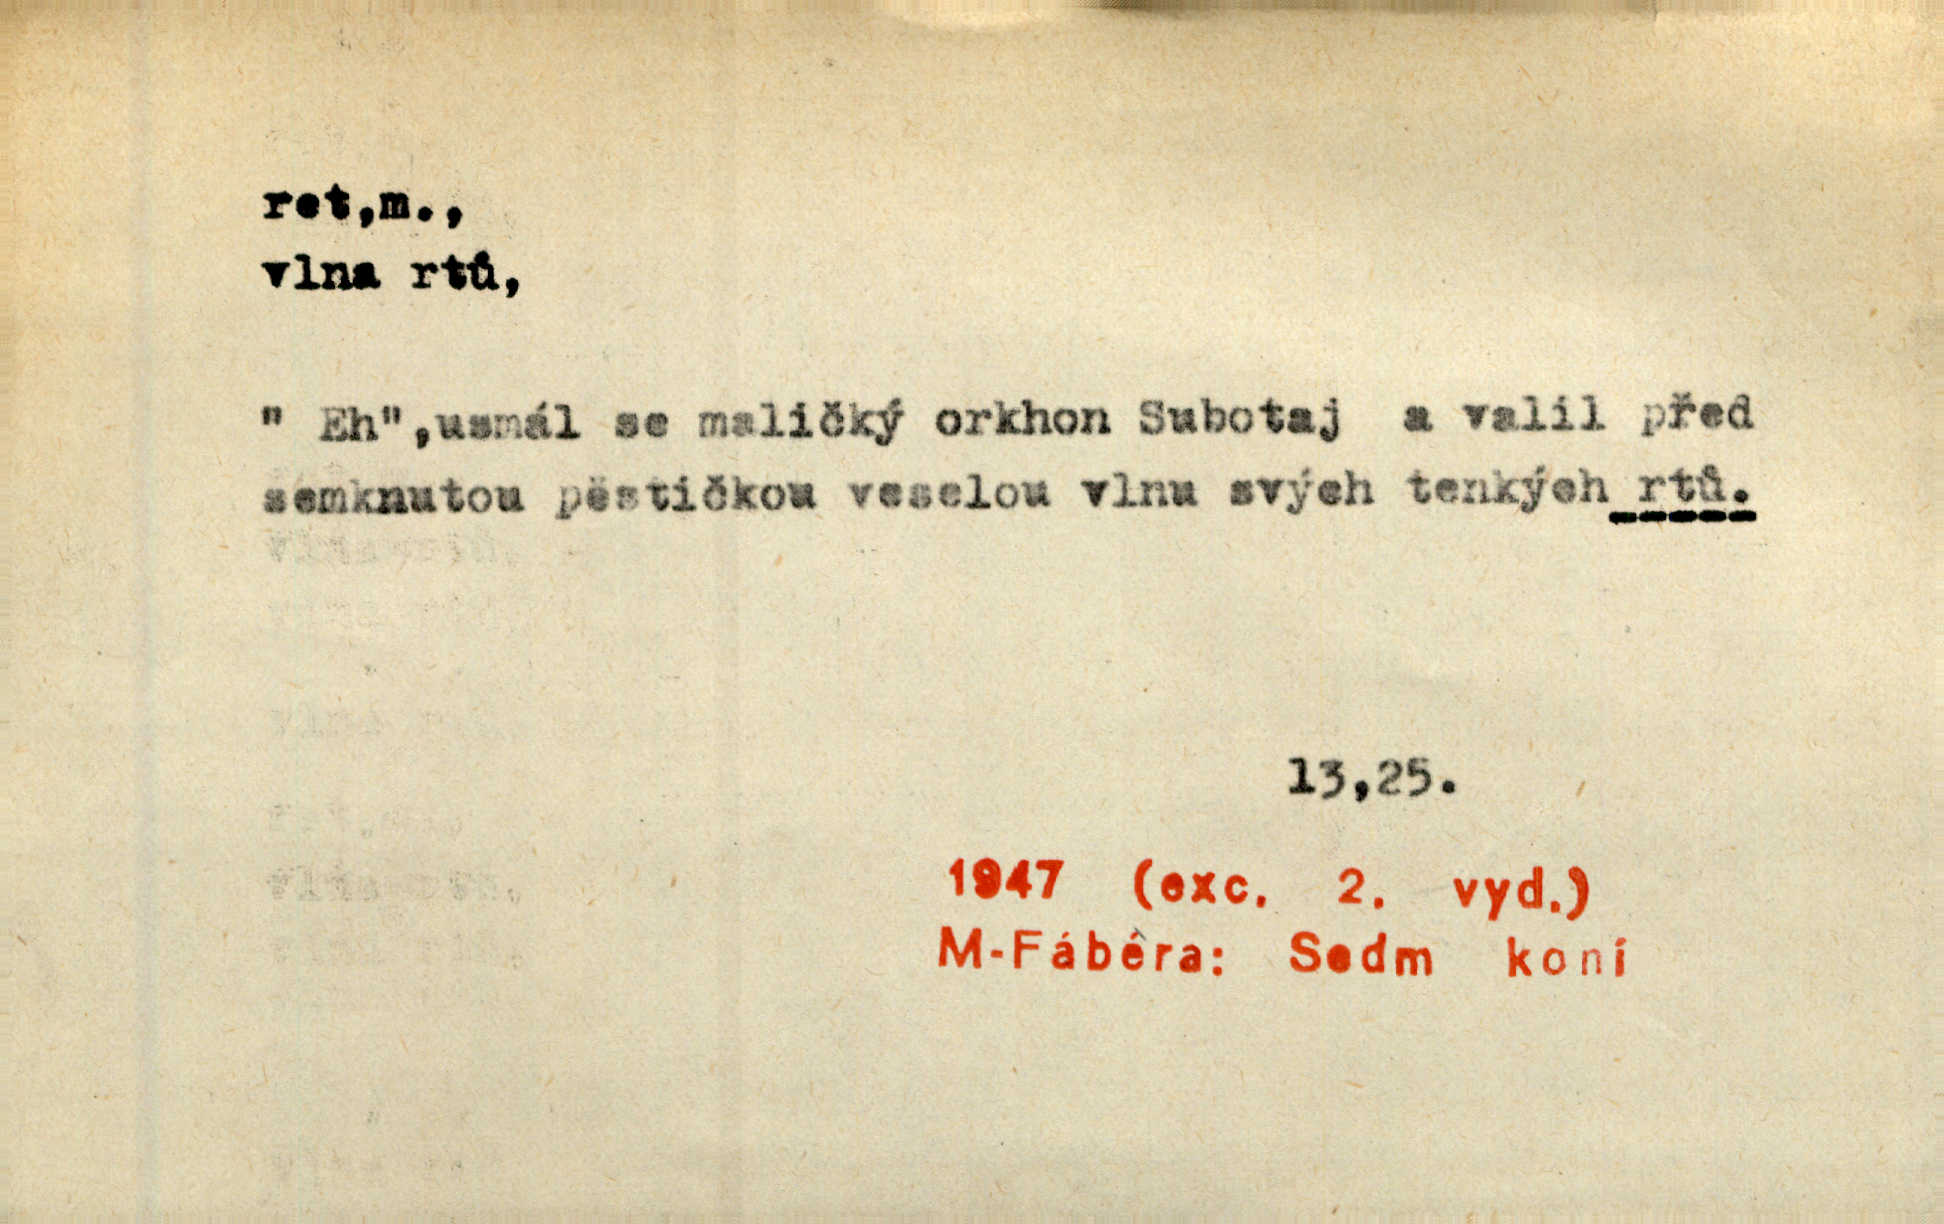 ret,m.,
vlna rtů,
" Eh",usmál se maličký orkhon Subotaj a valil před
semknutou pěstičkou veselou vlnu svých tenkých rtů.
13,25.
1947 (exc. 2. vyd.)
M-Fáběra: Sedm koní